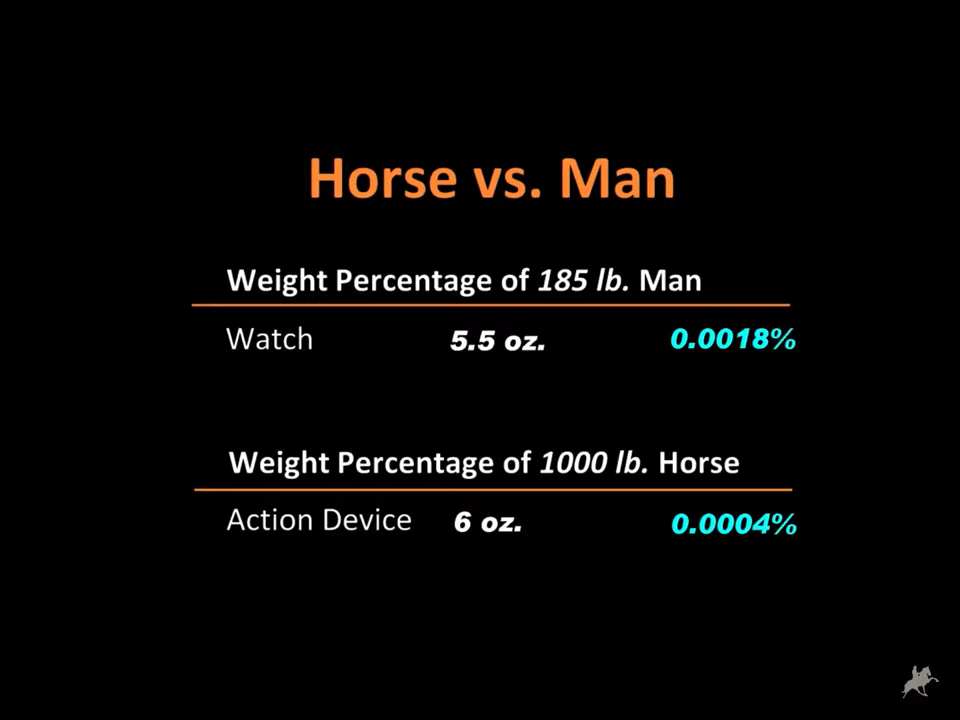 Horse vs. Man
Weight Percentage of 185 lb. Man
Watch 5.5 oz. 0.0018%
Weight Percentage of 1000 lb. Horse
Action Device 6 oz. 0.0004%